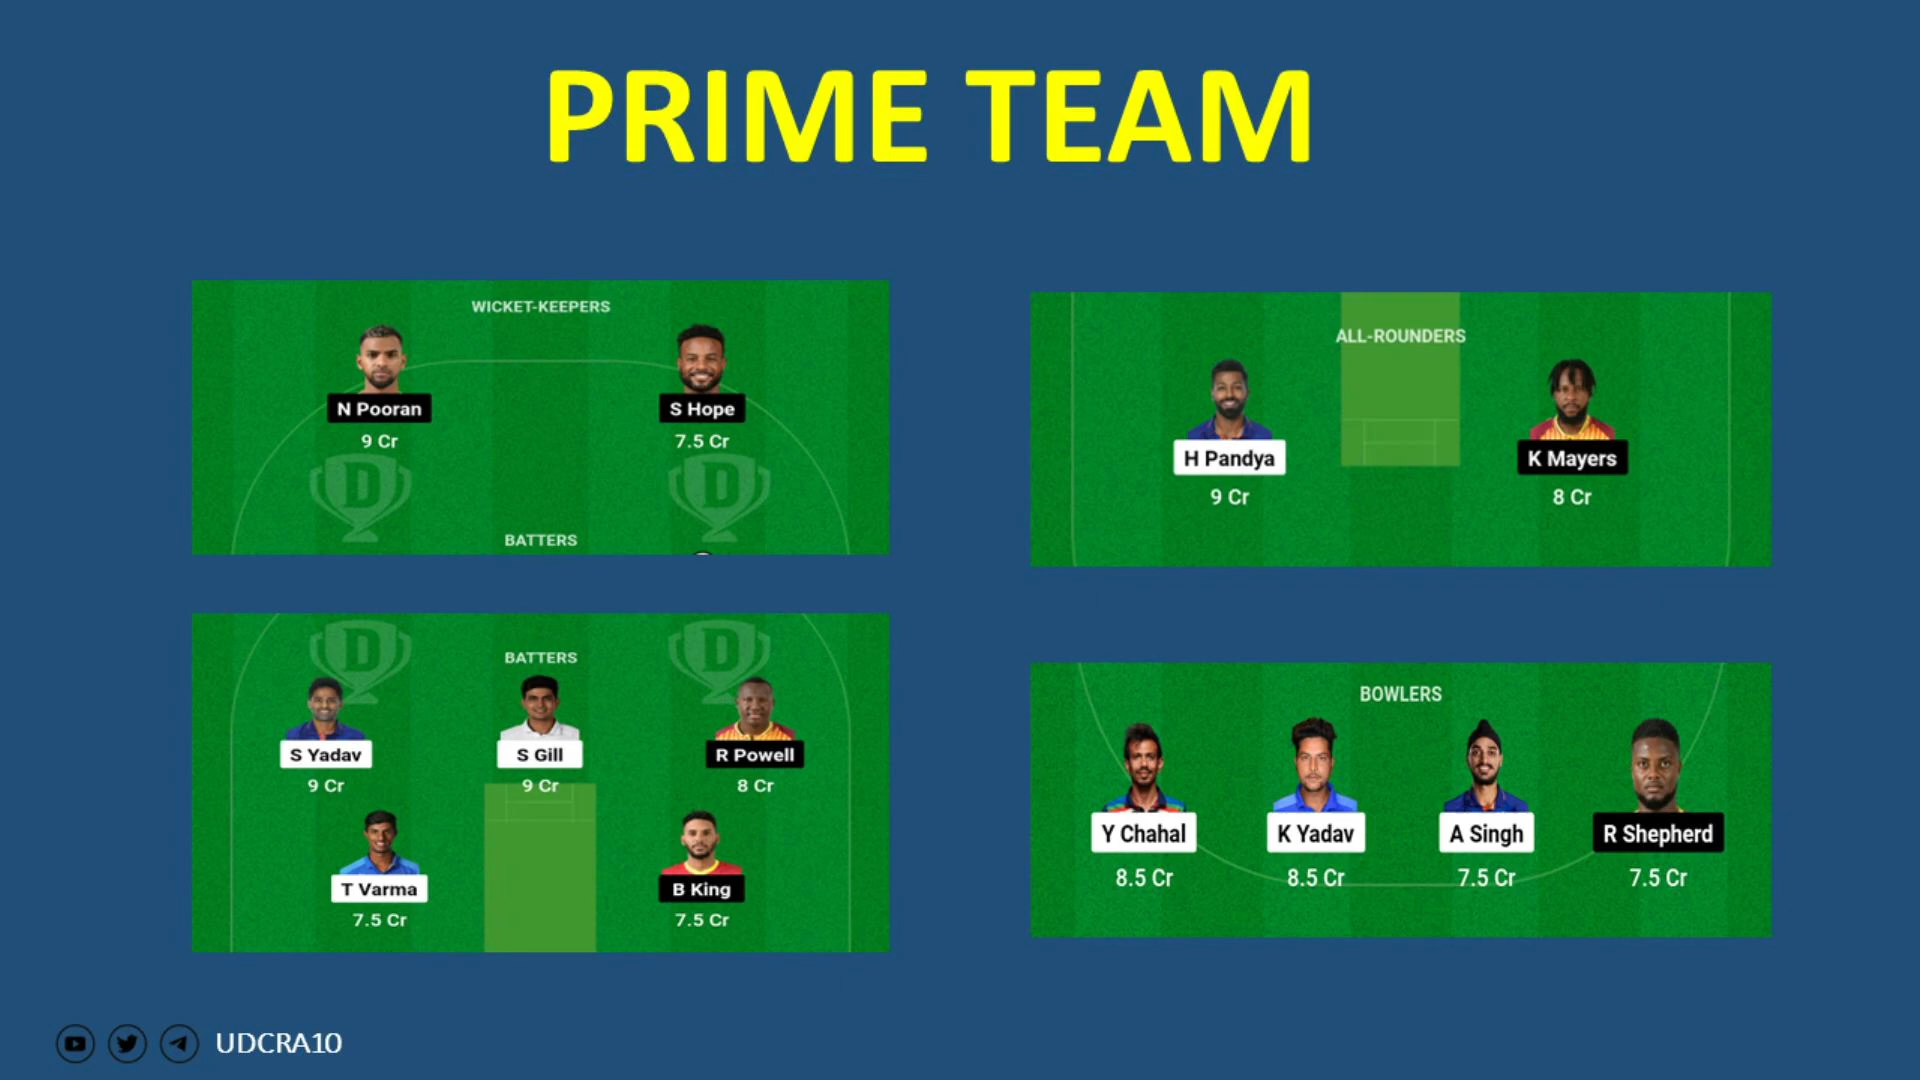 PRIME TEAM
WICKET-KEEPERS
N Pooran
9 Cr
S Hope
7.5 Cr
D
D
BATTERS
ALL-ROUNDERS
H Pandya
9 Cr
K Mayers
8 Cr
D
D
BATTERS
S Yadav
9 Cr
S Gill
9 Cr
R Powell
8 Cr
T Varma
7.5 Cr
B King
7.5 Cr
BOWLERS
Y Chahal
8.5 Cr
K Yadav
8.5 Cr
A Singh
7.5 Cr
R Shepherd
7.5 Cr
UDCRA10